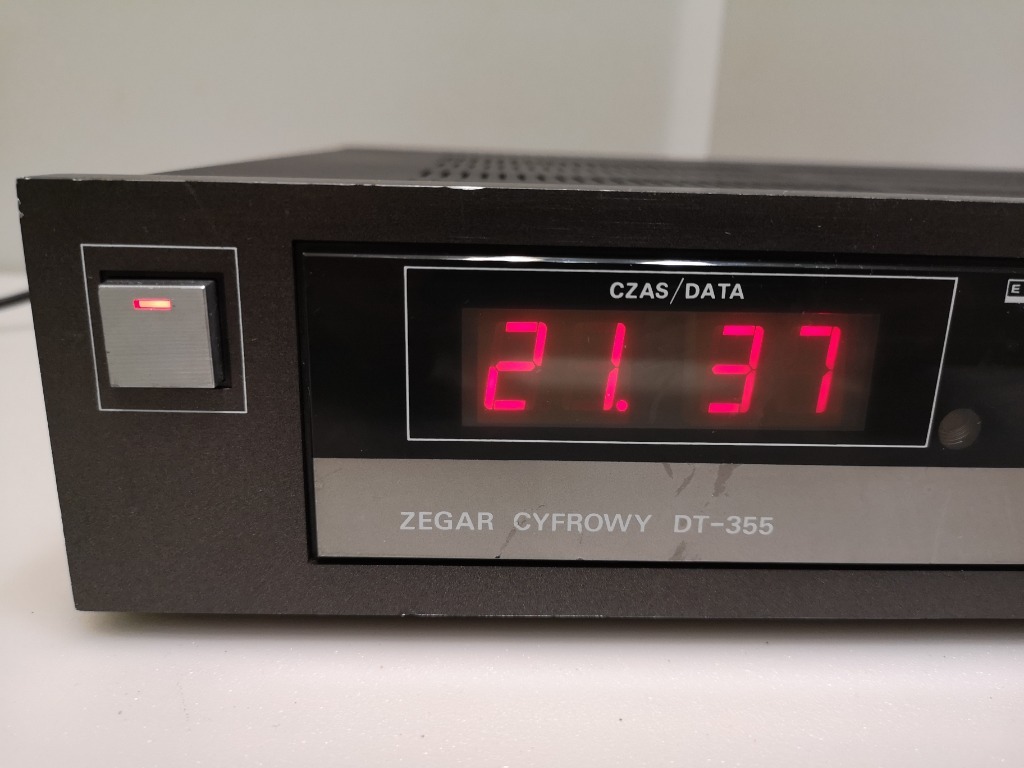 CZAS/DATA
21. 37
ZEGAR CYFROWY DT-355
E